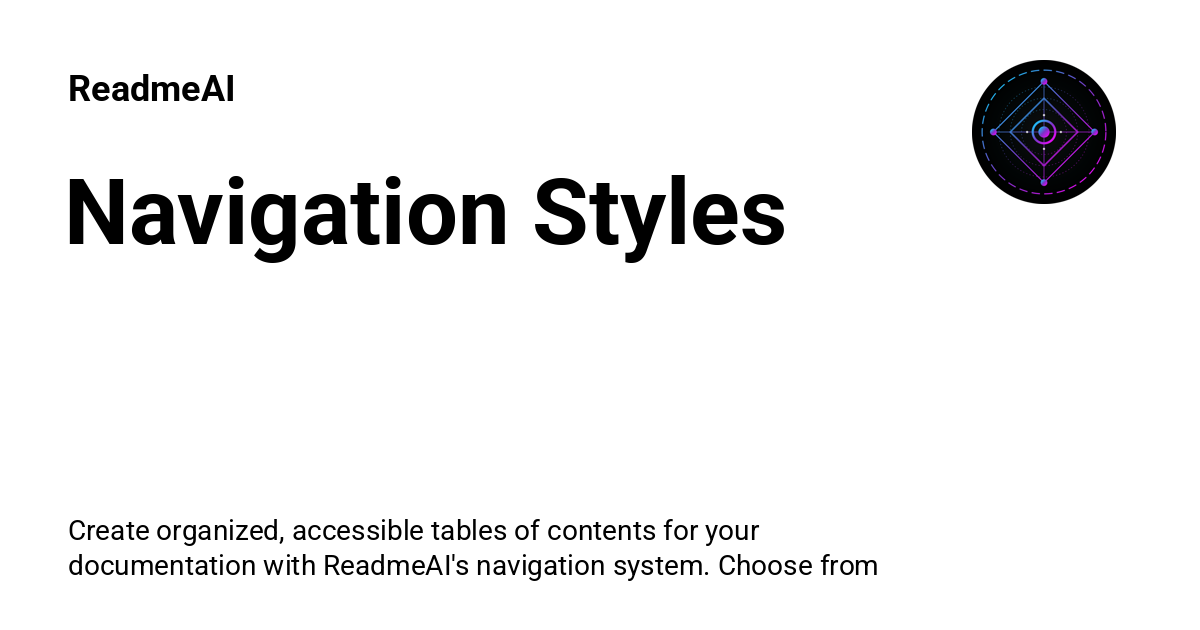 ReadmeAI
Navigation Styles
Create organized, accessible tables of contents for your
documentation with ReadmeAI's navigation system. Choose from